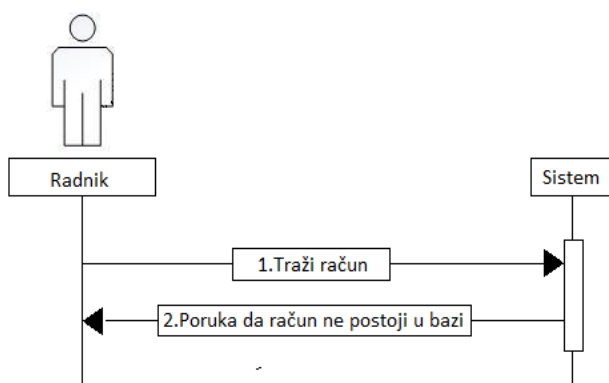 Radnik
Sistem
1.Traži račun
2.Poruka da račun ne postoji u bazi